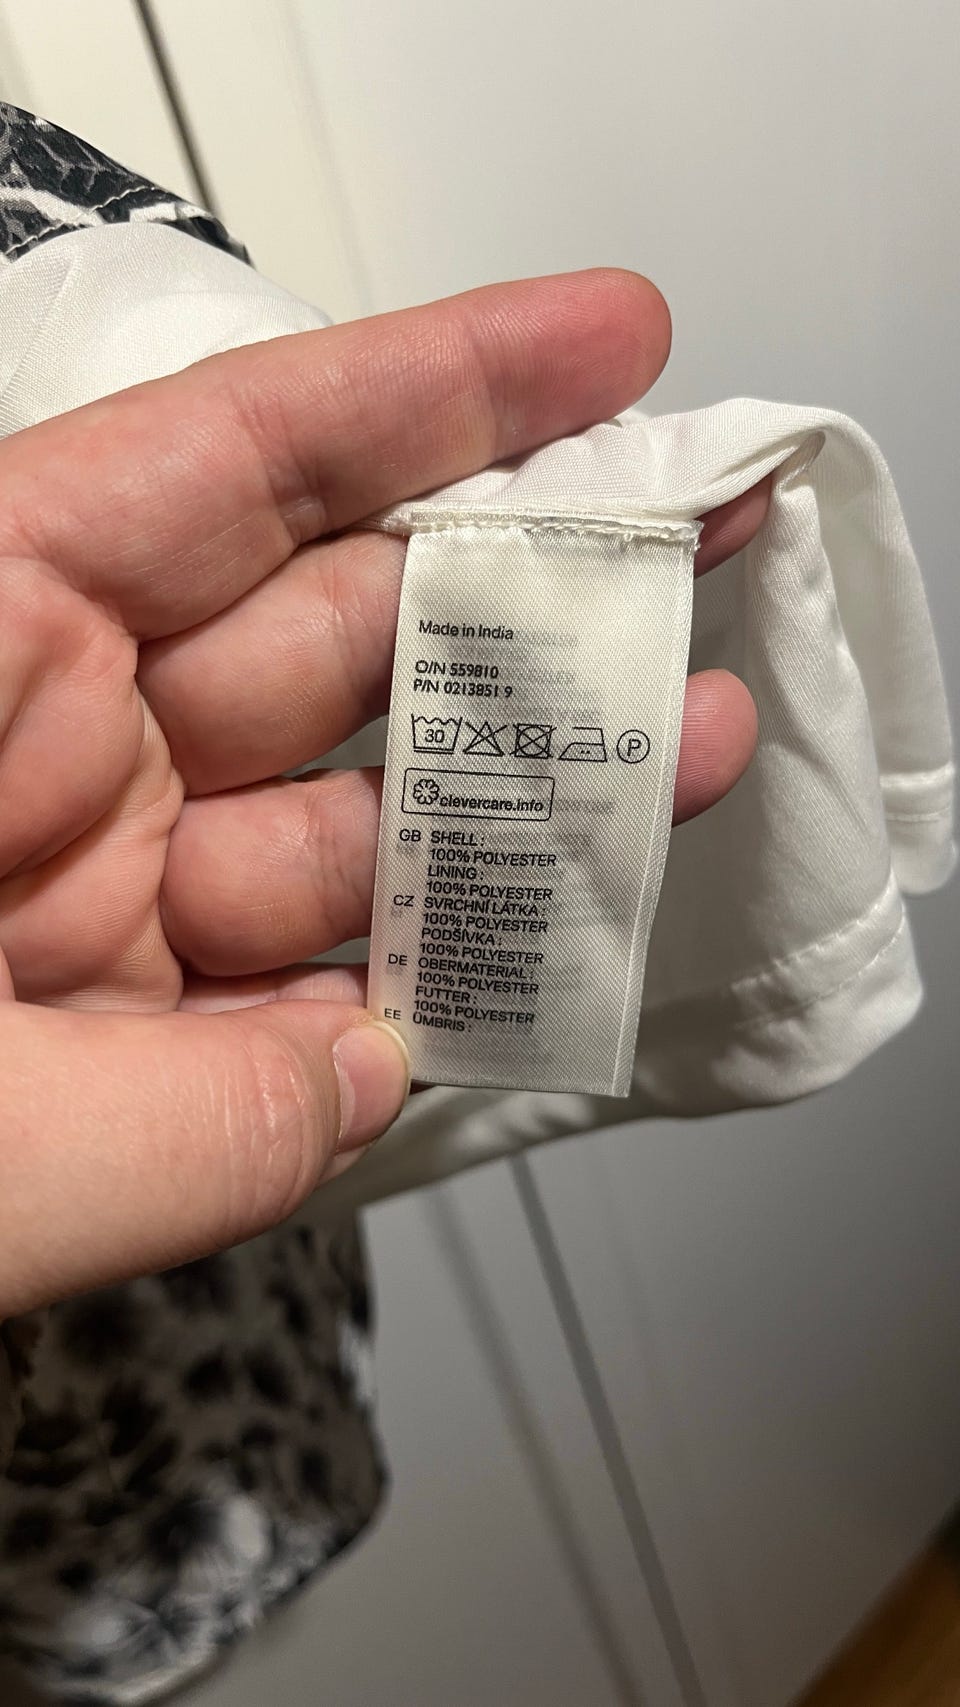 Made in India
O/N 559810
P/N 0213851 9
30 P
clevercare.info
GB SHELL :
100% POLYESTER
LINING :
100% POLYESTER
CZ SVRCHNÍ LÁTKA :
100% POLYESTER
PODŠÍVKA :
100% POLYESTER
DE OBERMATERIAL :
100% POLYESTER
FUTTER :
100% POLYESTER
EE ÜMBRIS :